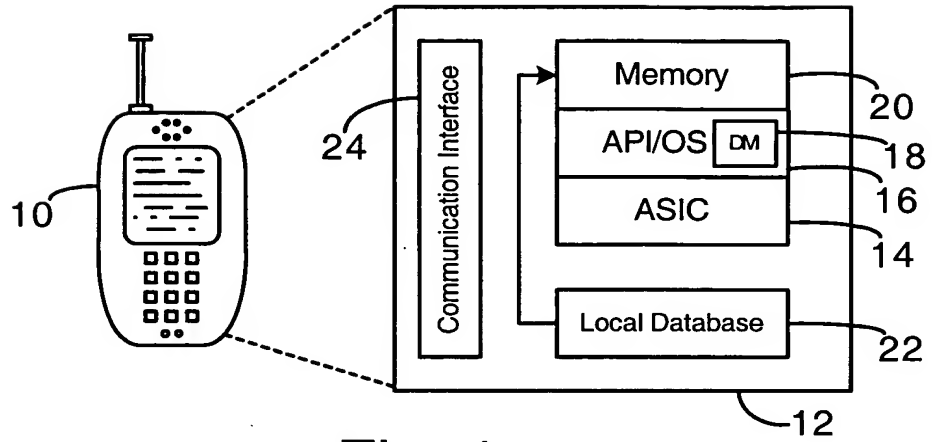 10
24
Communication Interface
Memory
20
API/OS
DM
18
16
ASIC
14
Local Database
22
12